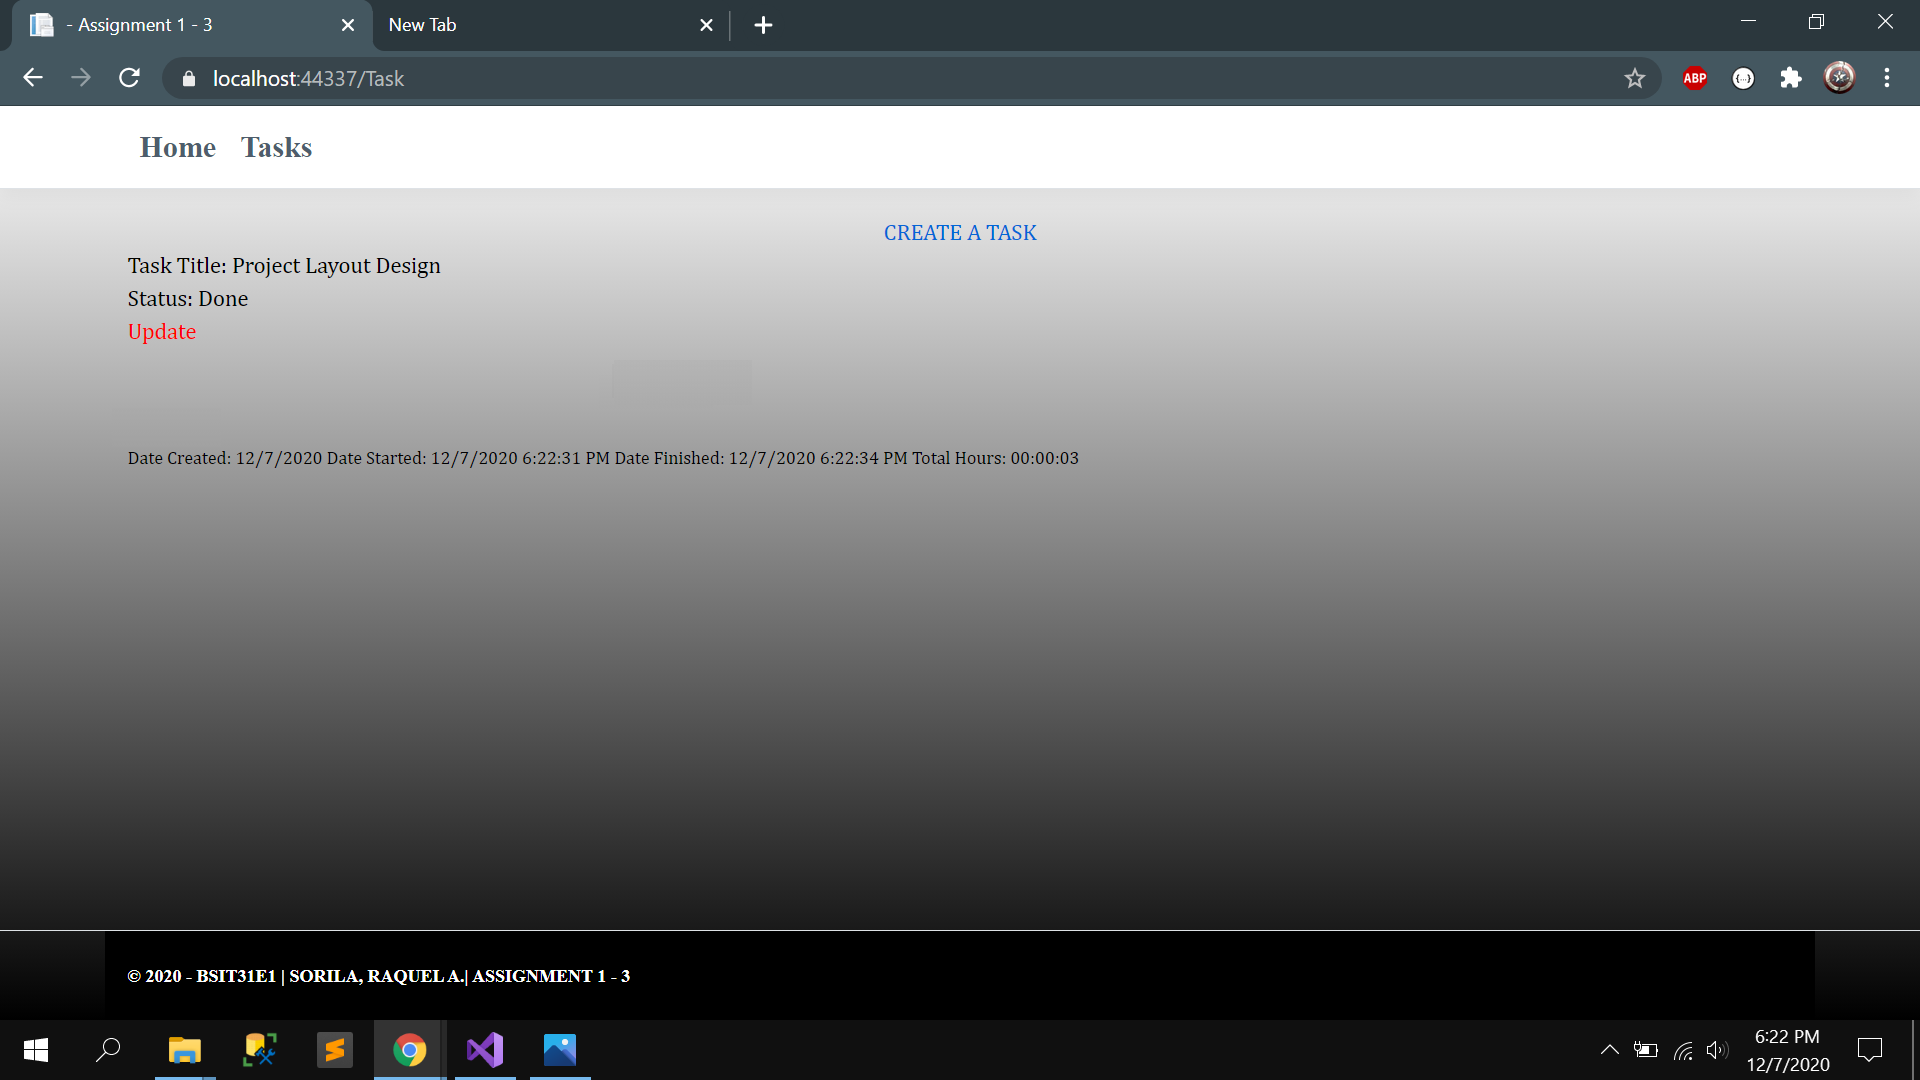 - Assignment 1 - 3
New Tab
localhost:44337/Task
ABP
Home Tasks
CREATE A TASK
Task Title: Project Layout Design
Status: Done
Update
Date Created: 12/7/2020 Date Started: 12/7/2020 6:22:31 PM Date Finished: 12/7/2020 6:22:34 PM Total Hours: 00:00:03
© 2020 - BSIT31E1 | SORILA, RAQUEL A.| ASSIGNMENT 1 - 3
6:22 PM
12/7/2020